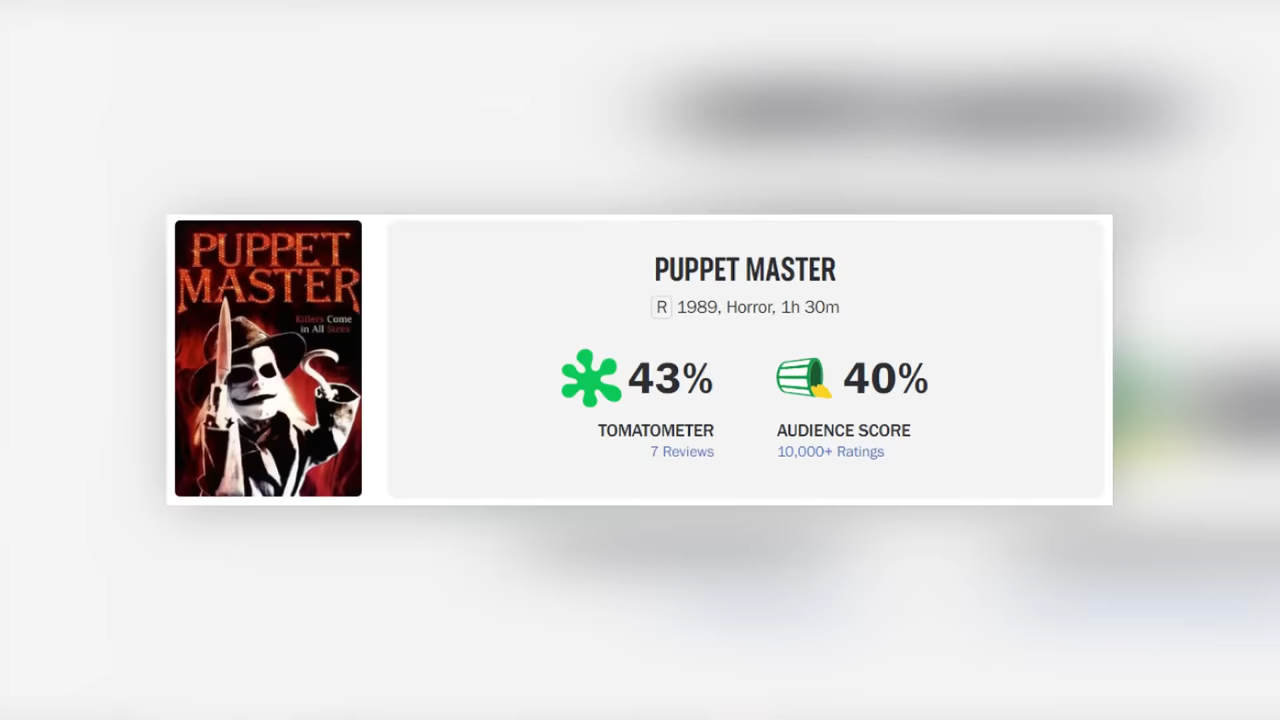 PUPPET
MASTER
Killers Come
in All Sizes
PUPPET MASTER
R 1989, Horror, 1h 30m
43%
40%
TOMATOMETER
AUDIENCE SCORE
7 Reviews
10,000+ Ratings